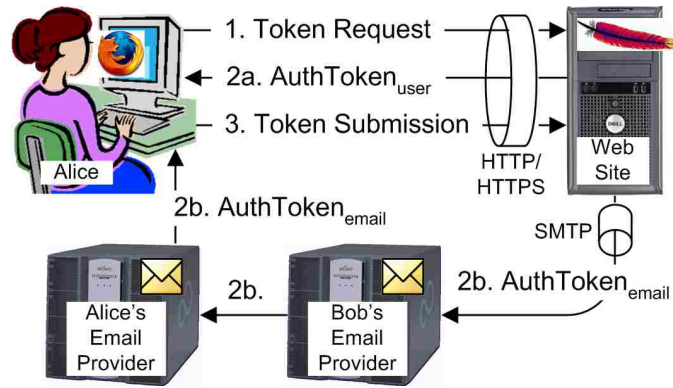 1. Token Request
2a. AuthTokenuser
3. Token Submission
HTTP/
HTTPS
Web
Site
DELL
Alice
2b. AuthTokenemail
SMTP
2b. AuthTokenemail
2b.
Alice's
Email
Provider
Bob's
Email
Provider